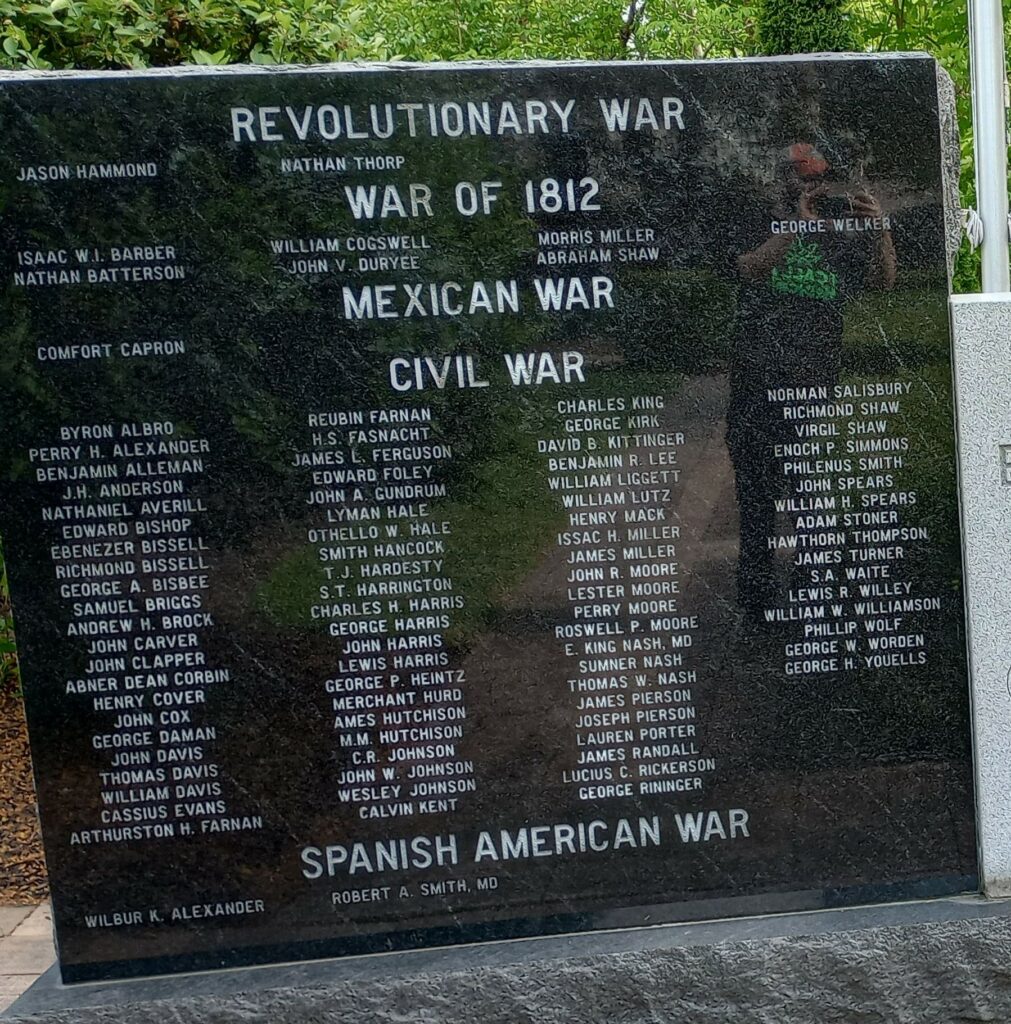 REVOLUTIONARY WAR
JASON HAMMOND
NATHAN THORP
WAR OF 1812
ISAAC W.I. BARBER
NATHAN BATTERSON
WILLIAM COGSWELL
JOHN V. DURYEE
MORRIS MILLER
ABRAHAM SHAW
GEORGE WELKER
MEXICAN WAR
COMFORT CAPRON
CIVIL WAR
BYRON ALBRO
PERRY H. ALEXANDER
BENJAMIN ALLEMAN
J.H. ANDERSON
NATHANIEL AVERILL
EDWARD BISHOP
EBENEZER BISSELL
RICHMOND BISSELL
GEORGE A. BISBEE
SAMUEL BRIGGS
ANDREW H. BROCK
JOHN CARVER
JOHN CLAPPER
ABNER DEAN CORBIN
HENRY COVER
JOHN COX
GEORGE DAMAN
JOHN DAVIS
THOMAS DAVIS
WILLIAM DAVIS
CASSIUS EVANS
ARTHURSTON H. FARNAN
REUBIN FARNAN
H.S. FASNACHT
JAMES L. FERGUSON
EDWARD FOLEY
JOHN A. GUNDRUM
LYMAN HALE
OTHELLO W. HALE
SMITH HANCOCK
T.J. HARDESTY
S.T. HARRINGTON
CHARLES H. HARRIS
GEORGE HARRIS
JOHN HARRIS
LEWIS HARRIS
GEORGE P. HEINTZ
MERCHANT HURD
AMES HUTCHISON
M.M. HUTCHISON
C.R. JOHNSON
JOHN W. JOHNSON
WESLEY JOHNSON
CALVIN KENT
CHARLES KING
GEORGE KIRK
DAVID B. KITTINGER
BENJAMIN R. LEE
WILLIAM LIGGETT
WILLIAM LUTZ
HENRY MACK
ISSAC H. MILLER
JAMES MILLER
JOHN R. MOORE
LESTER MOORE
PERRY MOORE
ROSWELL P. MOORE
E. KING NASH, MD
SUMNER NASH
THOMAS W. NASH
JAMES PIERSON
JOSEPH PIERSON
LAUREN PORTER
JAMES RANDALL
LUCIUS C. RICKERSON
GEORGE RININGER
NORMAN SALISBURY
RICHMOND SHAW
VIRGIL SHAW
ENOCH P. SIMMONS
PHILENUS SMITH
JOHN SPEARS
WILLIAM H. SPEARS
ADAM STONER
HAWTHORN THOMPSON
JAMES TURNER
S.A. WAITE
LEWIS R. WILLEY
WILLIAM W. WILLIAMSON
PHILLIP WOLF
GEORGE W. WORDEN
GEORGE H. YOUELLS
SPANISH AMERICAN WAR
WILBUR K. ALEXANDER
ROBERT A. SMITH, MD